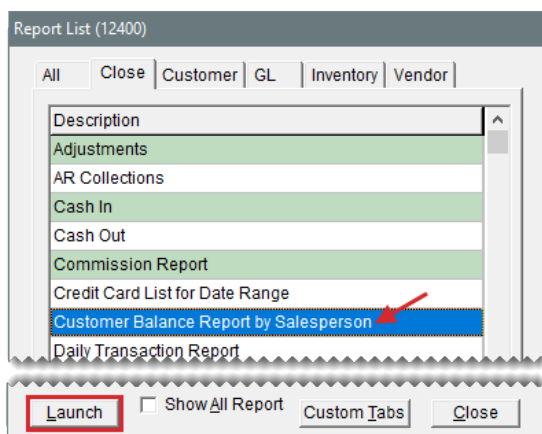 Report List (12400)
All Close Customer GL Inventory Vendor
Description
Adjustments
AR Collections
Cash In
Cash Out
Commission Report
Credit Card List for Date Range
Customer Balance Report by Salesperson
Daily Transaction Report
Launch Show All Report Custom Tabs Close